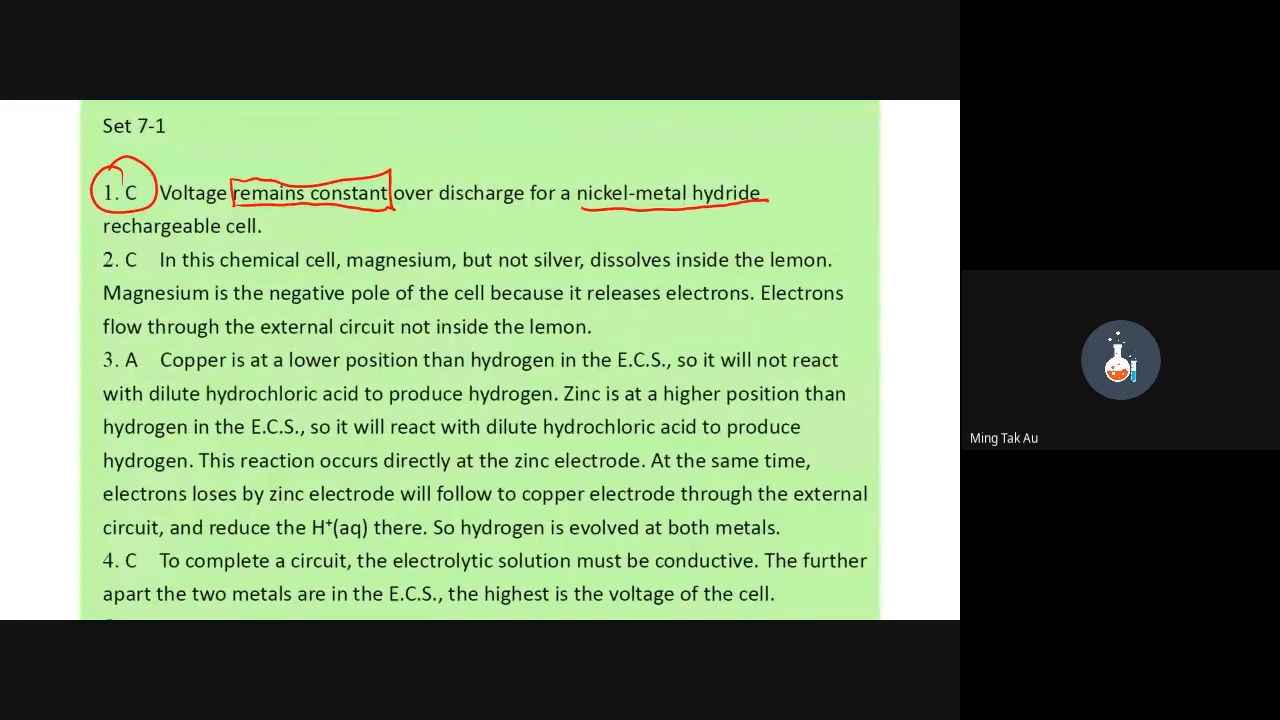 Set 7-1
1. C Voltage remains constant over discharge for a nickel-metal hydride
rechargeable cell.
2. C In this chemical cell, magnesium, but not silver, dissolves inside the lemon.
Magnesium is the negative pole of the cell because it releases electrons. Electrons
flow through the external circuit not inside the lemon.
3. A Copper is at a lower position than hydrogen in the E.C.S., so it will not react
with dilute hydrochloric acid to produce hydrogen. Zinc is at a higher position than
hydrogen in the E.C.S., so it will react with dilute hydrochloric acid to produce
hydrogen. This reaction occurs directly at the zinc electrode. At the same time,
electrons loses by zinc electrode will follow to copper electrode through the external
circuit, and reduce the H⁺(aq) there. So hydrogen is evolved at both metals.
4. C To complete a circuit, the electrolytic solution must be conductive. The further
apart the two metals are in the E.C.S., the highest is the voltage of the cell.
Ming Tak Au